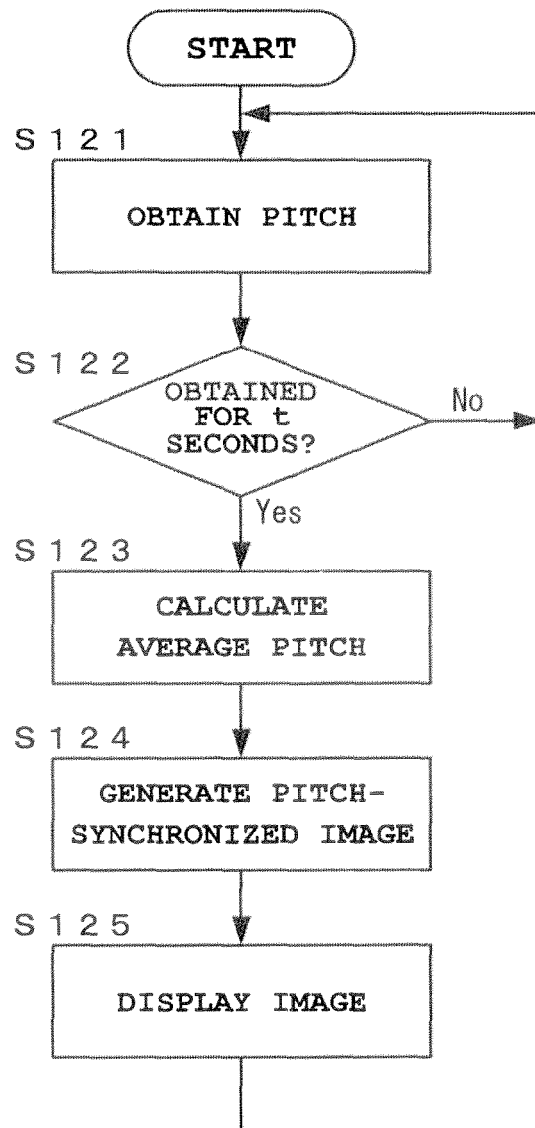 START
S121
OBTAIN PITCH
S122
OBTAINED
FOR t
SECONDS?
No
Yes
S123
CALCULATE
AVERAGE PITCH
S124
GENERATE PITCH-
SYNCHRONIZED IMAGE
S125
DISPLAY IMAGE